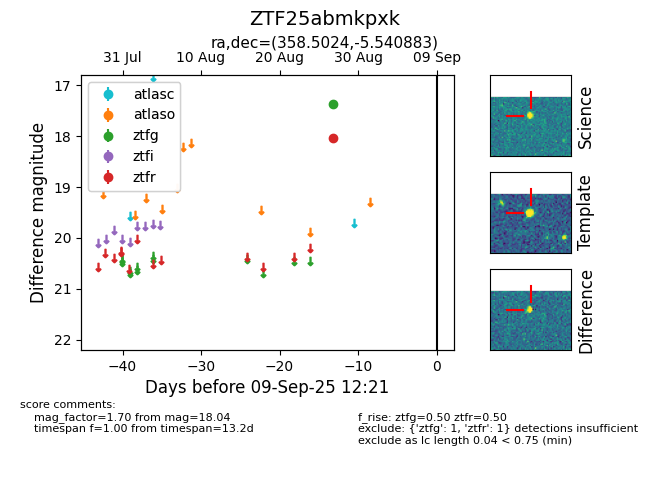 ZTF25abmkpxk
ra,dec=(358.5024,-5.540883)
31 Jul 10 Aug 20 Aug 30 Aug 09 Sep
17
18
19
20
21
22
Difference magnitude
atlasc
atlaso
ztfg
ztfi
ztfr
−40 −30 −20 −10 0
Days before 09-Sep-25 12:21
Science
Template
Difference
score comments:
mag_factor=1.70 from mag=18.04
timespan f=1.00 from timespan=13.2d
f_rise: ztfg=0.50 ztfr=0.50
exclude: {'ztfg': 1, 'ztfr': 1} detections insufficient
exclude as lc length 0.04 < 0.75 (min)